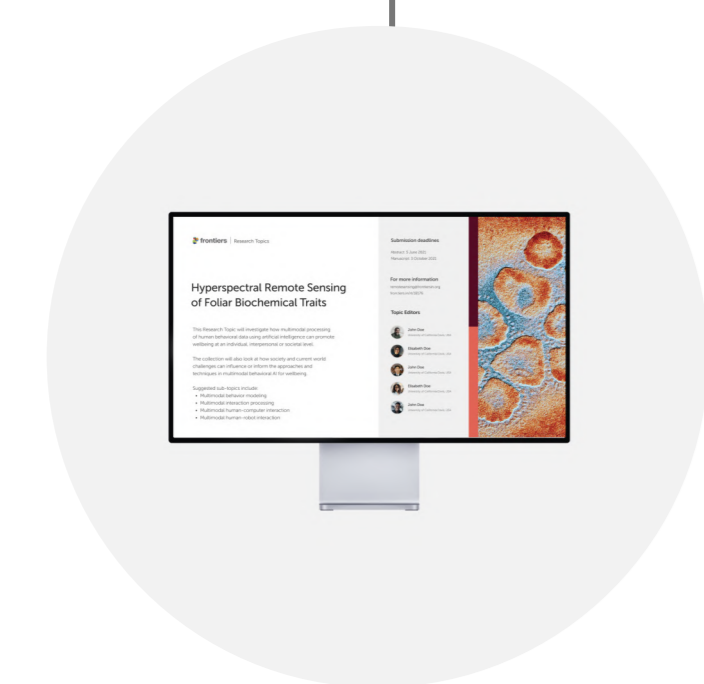 frontiers | Research Topics
Hyperspectral Remote Sensing
of Foliar Biochemical Traits
This Research Topic will investigate how multimodal processing
of human behavioral data using artificial intelligence can promote
wellbeing at an individual, interpersonal or societal level.
The collection will also look at how society and current world
challenges can influence or inform the approaches and
techniques in multimodal behavioral AI for wellbeing.
Suggested sub-topics include:
• Multimodal behavior modeling
• Multimodal interaction processing
• Multimodal human-computer interaction
• Multimodal human-robot interaction
Submission deadlines
For more information
Topic Editors
John Doe
Elisabeth Doe
John Doe
Elisabeth Doe
John Doe